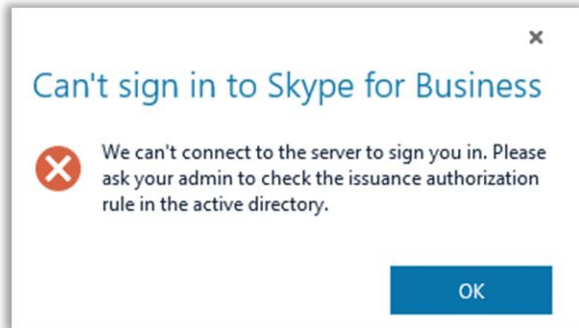 Can't sign in to Skype for Business
We can't connect to the server to sign you in. Please
ask your admin to check the issuance authorization
rule in the active directory.
OK